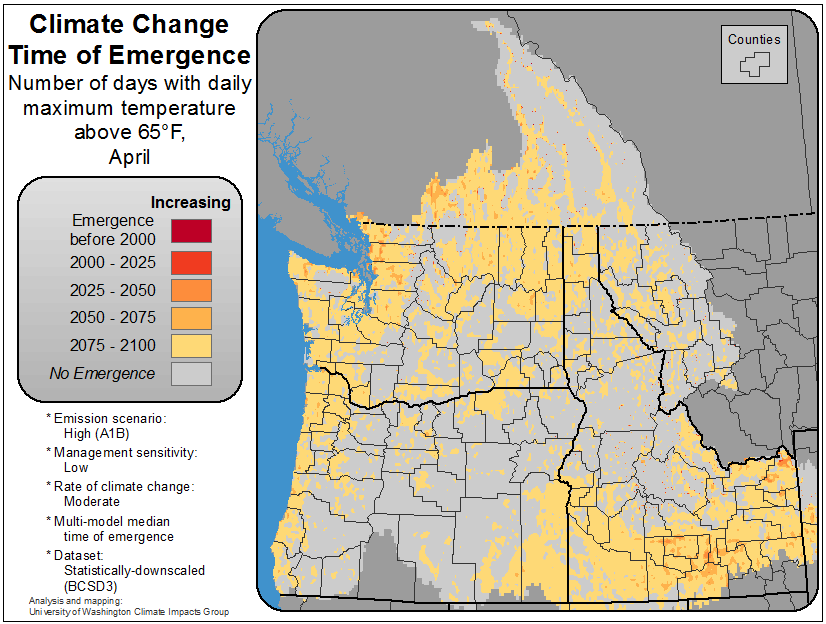 Climate Change
Time of Emergence
Number of days with daily
maximum temperature
above 65°F,
April
Increasing
Emergence
before 2000
2000 - 2025
2025 - 2050
2050 - 2075
2075 - 2100
No Emergence
* Emission scenario:
High (A1B)
* Management sensitivity:
Low
* Rate of climate change:
Moderate
* Multi-model median
time of emergence
* Dataset:
Statistically-downscaled
(BCSD3)
Analysis and mapping:
University of Washington Climate Impacts Group
Counties